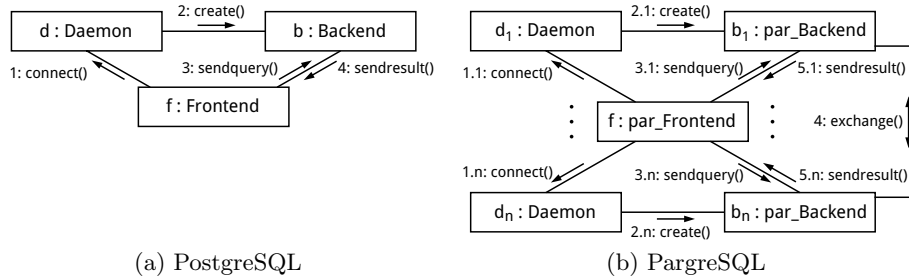 2: create()
d : Daemon
b : Backend
1: connect()
3: sendquery()
4: sendresult()
f : Frontend
(a) PostgreSQL
2.1: create()
d1 : Daemon
b1 : par_Backend
1.1: connect()
3.1: sendquery()
5.1: sendresult()
f : par_Frontend
4: exchange()
1.n: connect()
3.n: sendquery()
5.n: sendresult()
dn : Daemon
bn : par_Backend
2.n: create()
(b) PargreSQL